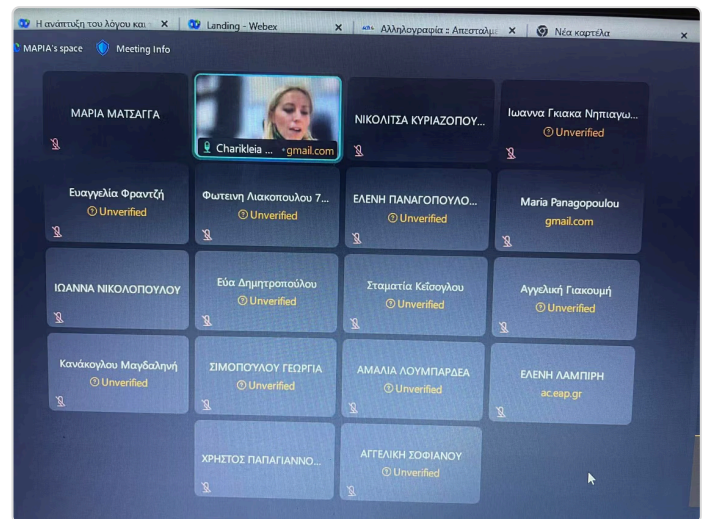 Η ανάπτυξη του λόγου και
Landing - Webex
Αλληλογραφία :: Απεσταλμ
Νέα καρτέλα
ΜΑΡΙΑ's space
Meeting Info
ΜΑΡΙΑ ΜΑΤΣΑΓΓΑ
Charikleia ... • gmail.com
ΝΙΚΟΛΙΤΣΑ ΚΥΡΙΑΖΟΠΟΥ...
Ιωαννα Γκιακα Νηπιαγω...
Unverified
Ευαγγελία Φραντζή
Unverified
Φωτεινη Λιακοπουλου 7...
Unverified
ΕΛΕΝΗ ΠΑΝΑΓΟΠΟΥΛΟ...
Unverified
Maria Panagopoulou
gmail.com
ΙΩΑΝΝΑ ΝΙΚΟΛΟΠΟΥΛΟΥ
Εύα Δημητροπούλου
Unverified
Σταματία Κεΐσογλου
Unverified
Αγγελική Γιακουμή
Unverified
Κανάκογλου Μαγδαληνή
Unverified
ΣΙΜΟΠΟΎΛΟΥ ΓΕΩΡΓΙΑ
Unverified
ΑΜΑΛΙΑ ΛΟΥΜΠΑΡΔΕΑ
Unverified
ΕΛΕΝΗ ΛΑΜΠΙΡΗ
ac.eap.gr
ΧΡΗΣΤΟΣ ΠΑΠΑΓΙΑΝΝΟ...
ΑΓΓΕΛΙΚΗ ΣΟΦΙΑΝΟΥ
Unverified